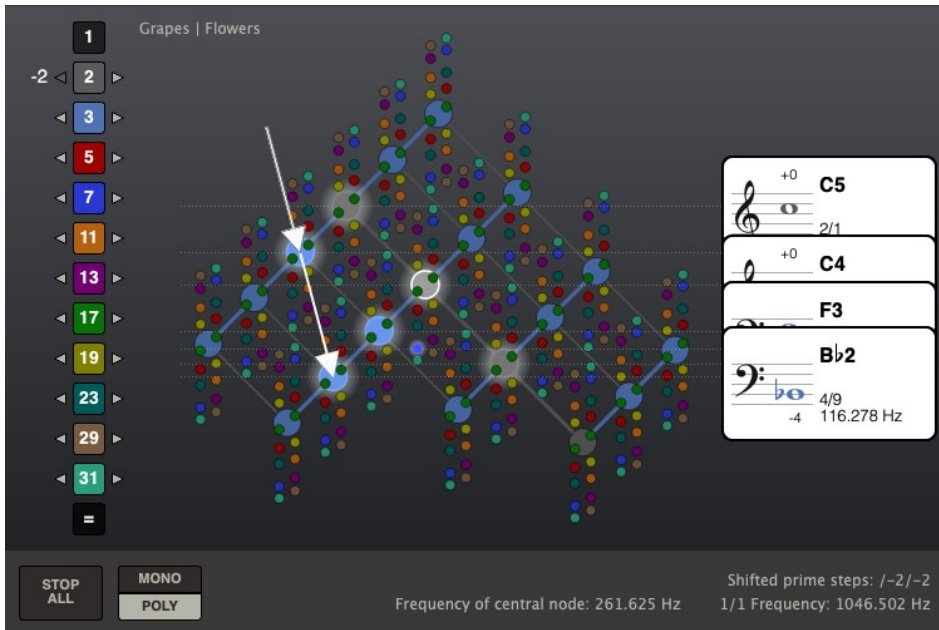 Grapes | Flowers
1
-2 2
3
5
7
11
13
17
19
23
29
31
=
+0 C5
2/1
+0 C4
F3
B♭2
4/9
-4 116.278 Hz
STOP
ALL
MONO
POLY
Frequency of central node: 261.625 Hz
Shifted prime steps: /-2/-2
1/1 Frequency: 1046.502 Hz